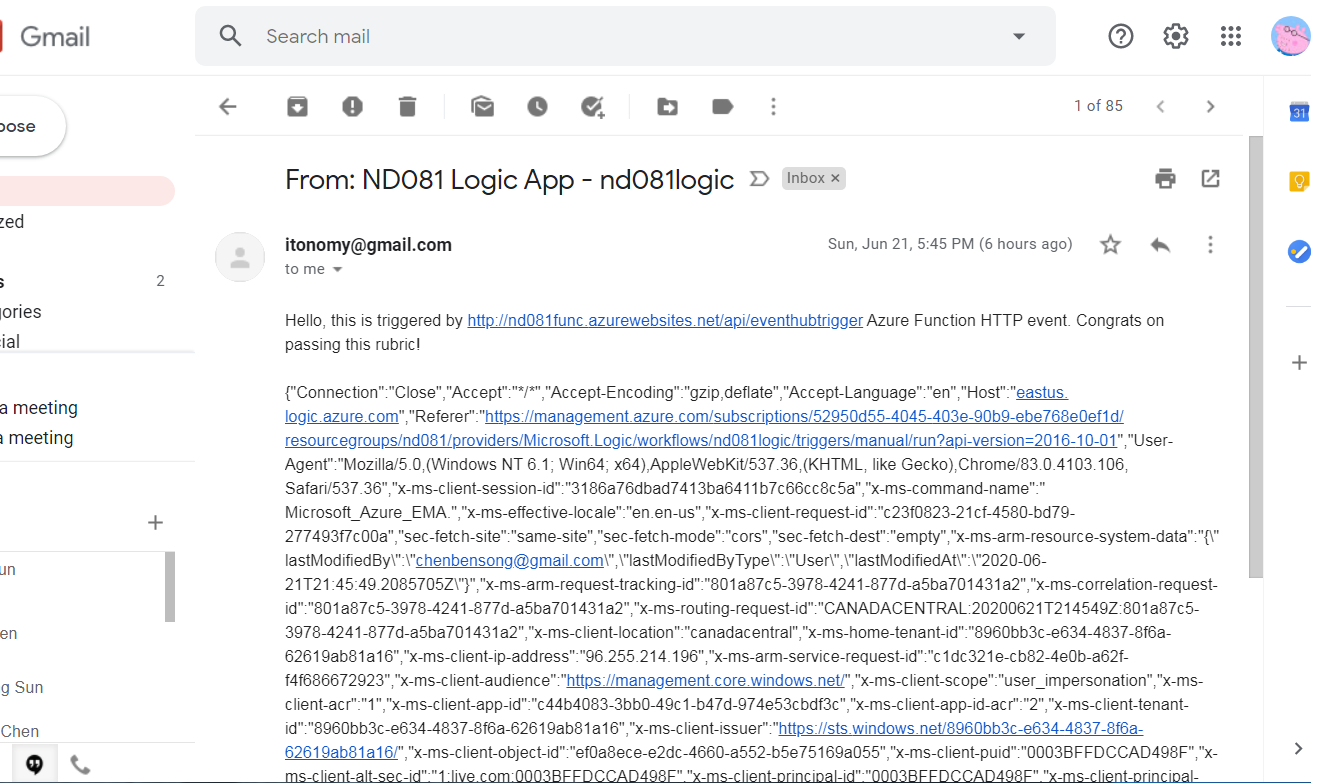 Gmail
Search mail
pose
1 of 85
31
From: ND081 Logic App - nd081logic
Inbox ×
zed
itonomy@gmail.com
Sun, Jun 21, 5:45 PM (6 hours ago)
to me
s 2
gories
cial
Hello, this is triggered by http://nd081func.azurewebsites.net/api/eventhubtrigger Azure Function HTTP event. Congrats on
passing this rubric!
{"Connection":"Close","Accept":"*/*","Accept-Encoding":"gzip,deflate","Accept-Language":"en","Host":"eastus.
logic.azure.com","Referer":"https://management.azure.com/subscriptions/52950d55-4045-403e-90b9-ebe768e0ef1d/
resourcegroups/nd081/providers/Microsoft.Logic/workflows/nd081logic/triggers/manual/run?api-version=2016-10-01","User-
Agent":"Mozilla/5.0,(Windows NT 6.1; Win64; x64),AppleWebKit/537.36,(KHTML, like Gecko),Chrome/83.0.4103.106,
Safari/537.36","x-ms-client-session-id":"3186a76dbad7413ba6411b7c66cc8c5a","x-ms-command-name":"
Microsoft_Azure_EMA.","x-ms-effective-locale":"en.en-us","x-ms-client-request-id":"c23f0823-21cf-4580-bd79-
277493f7c00a","sec-fetch-site":"same-site","sec-fetch-mode":"cors","sec-fetch-dest":"empty","x-ms-arm-resource-system-data":"{\"
lastModifiedBy\":\"chenbensong@gmail.com\",\"lastModifiedByType\":\"User\",\"lastModifiedAt\":\"2020-06-
21T21:45:49.2085705Z\"}","x-ms-arm-request-tracking-id":"801a87c5-3978-4241-877d-a5ba701431a2","x-ms-correlation-request-
id":"801a87c5-3978-4241-877d-a5ba701431a2","x-ms-routing-request-id":"CANADACENTRAL:20200621T214549Z:801a87c5-
3978-4241-877d-a5ba701431a2","x-ms-client-location":"canadacentral","x-ms-home-tenant-id":"8960bb3c-e634-4837-8f6a-
62619ab81a16","x-ms-client-ip-address":"96.255.214.196","x-ms-arm-service-request-id":"c1dc321e-cb82-4e0b-a62f-
f4f686672923","x-ms-client-audience":"https://management.core.windows.net/","x-ms-client-scope":"user_impersonation","x-ms-
client-acr":"1","x-ms-client-app-id":"c44b4083-3bb0-49c1-b47d-974e53cbdf3c","x-ms-client-app-id-acr":"2","x-ms-client-tenant-
id":"8960bb3c-e634-4837-8f6a-62619ab81a16","x-ms-client-issuer":"https://sts.windows.net/8960bb3c-e634-4837-8f6a-
62619ab81a16/","x-ms-client-object-id":"ef0a8ece-e2dc-4660-a552-b5e75169a055","x-ms-client-puid":"0003BFFDCCAD498F","x-
ms-client-alt-sec-id":"1:live.com:0003BFFDCCAD498F","x-ms-client-principal-id":"0003BFFDCCAD498F","x-ms-client-principal-
a meeting
a meeting
un
en
g Sun
Chen